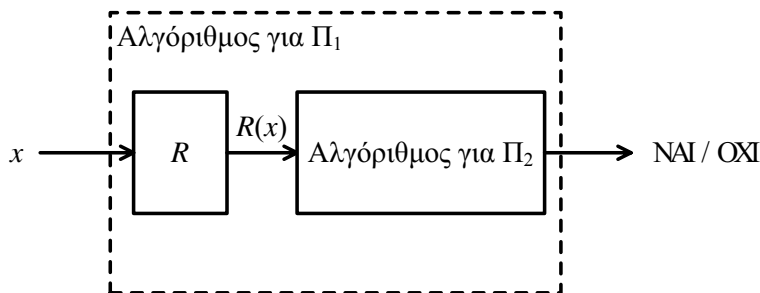 Αλγόριθμος για Π1
x
R
R(x)
Αλγόριθμος για Π2
ΝΑΙ / ΟΧΙ